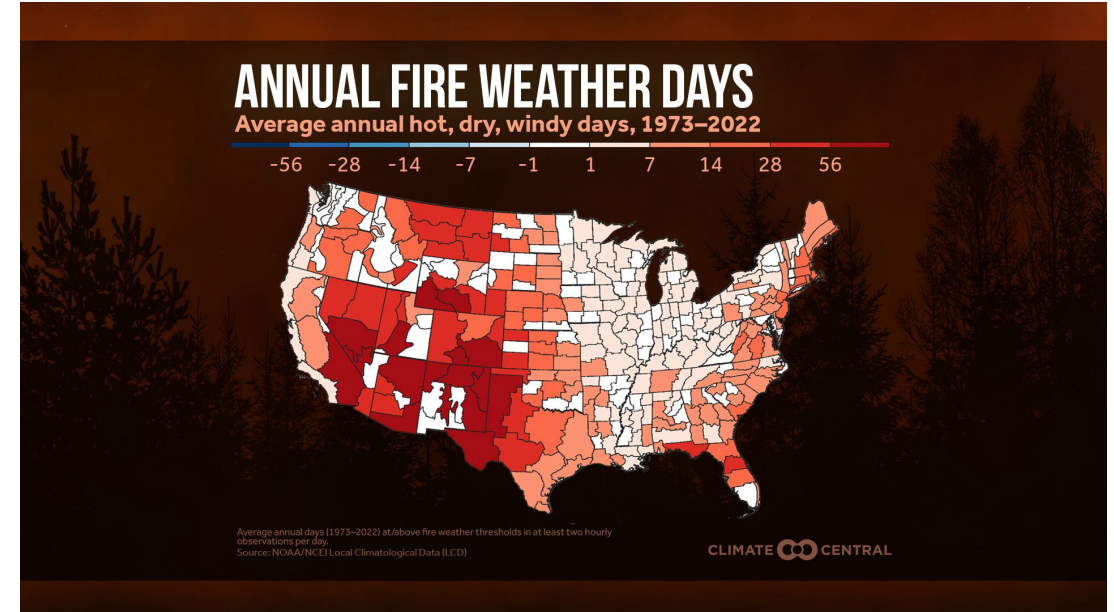 ANNUAL FIRE WEATHER DAYS
Average annual hot, dry, windy days, 1973–2022
-56 -28 -14 -7 -1 1 7 14 28 56
Average annual days (1973–2022) at/above fire weather thresholds in at least two hourly
observations per day.
Source: NOAA/NCEI Local Climatological Data (LCD)
CLIMATE CENTRAL